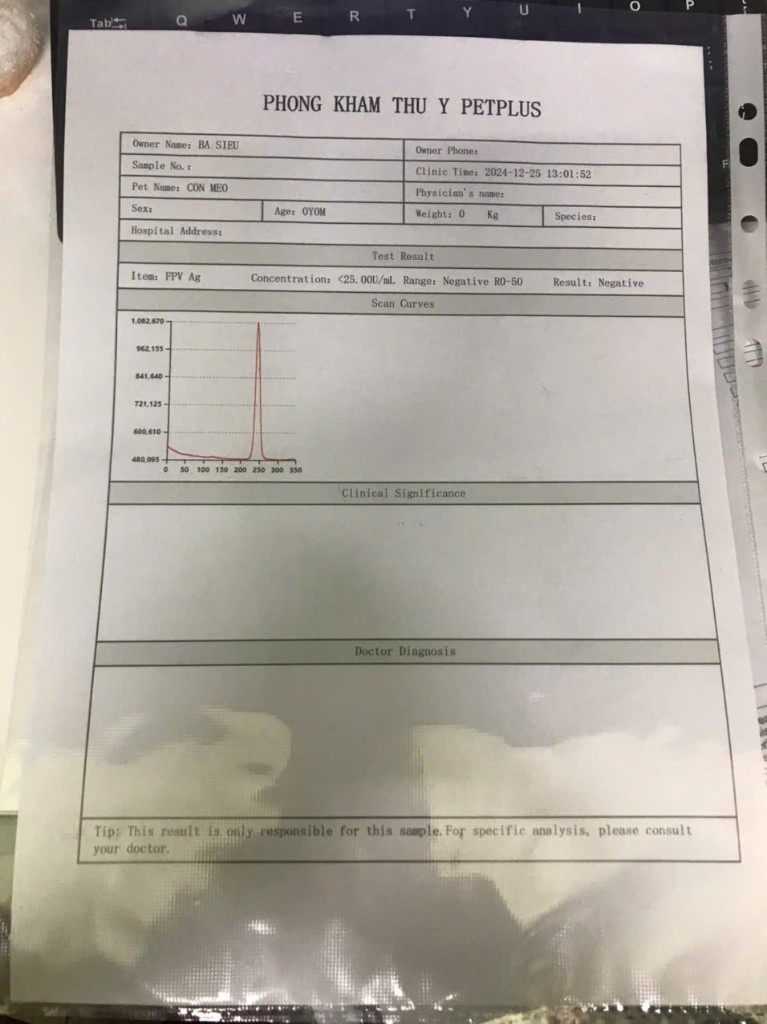 Tab
Q W E R T Y U I O P
PHONG KHAM THU Y PETPLUS
Owner Name: BA SIEU
Owner Phone:
Sample No.:
Clinic Time: 2024-12-25 13:01:52
Pet Name: CON MEO
Physician's name:
Sex:
Age: 0Y0M
Weight: 0 Kg
Species:
Hospital Address:
Test Result
Item: FPV Ag Concentration: <25.00U/mL Range: Negative R0-50 Result: Negative
Scan Curves
1,082,670
962,155
841,640
721,125
600,610
480,095
0 50 100 150 200 250 300 350
Clinical Significance
Doctor Diagnosis
Tip: This result is only responsible for this sample.For specific analysis, please consult
your doctor.